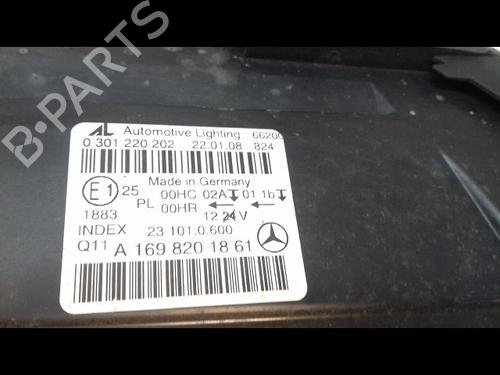 B-PARTS
AL Automotive Lighting 66200
0 301 220 202 22.01.08 824
Made in Germany
E1 25 00HC 02A 01 1b
PL 00HR
1883 12 24 V
INDEX 23 101.0.600
Q11 A 169 820 18 61